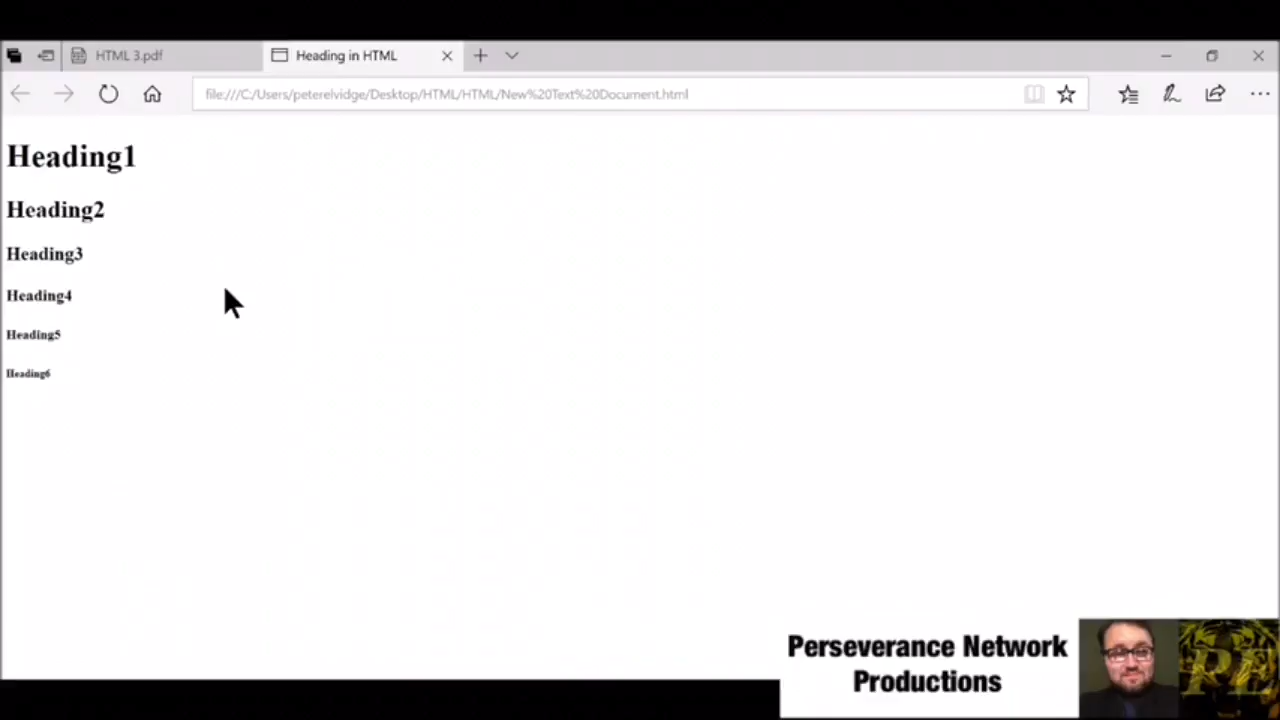 HTML 3.pdf
Heading in HTML
file:///C:/Users/peterelvidge/Desktop/HTML/HTML/New%20Text%20Document.html
Heading1
Heading2
Heading3
Heading4
Heading5
Heading6
Perseverance Network
Productions
PE